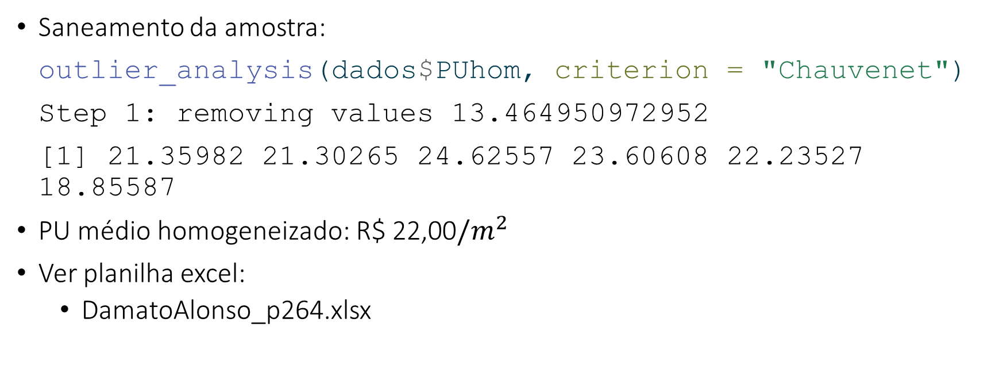 • Saneamento da amostra:
outlier_analysis(dados$PUhom, criterion = "Chauvenet")
Step 1: removing values 13.464950972952
[1] 21.35982 21.30265 24.62557 23.60608 22.23527
18.85587
• PU médio homogeneizado: R$ 22,00/m²
• Ver planilha excel:
• DamatoAlonso_p264.xlsx